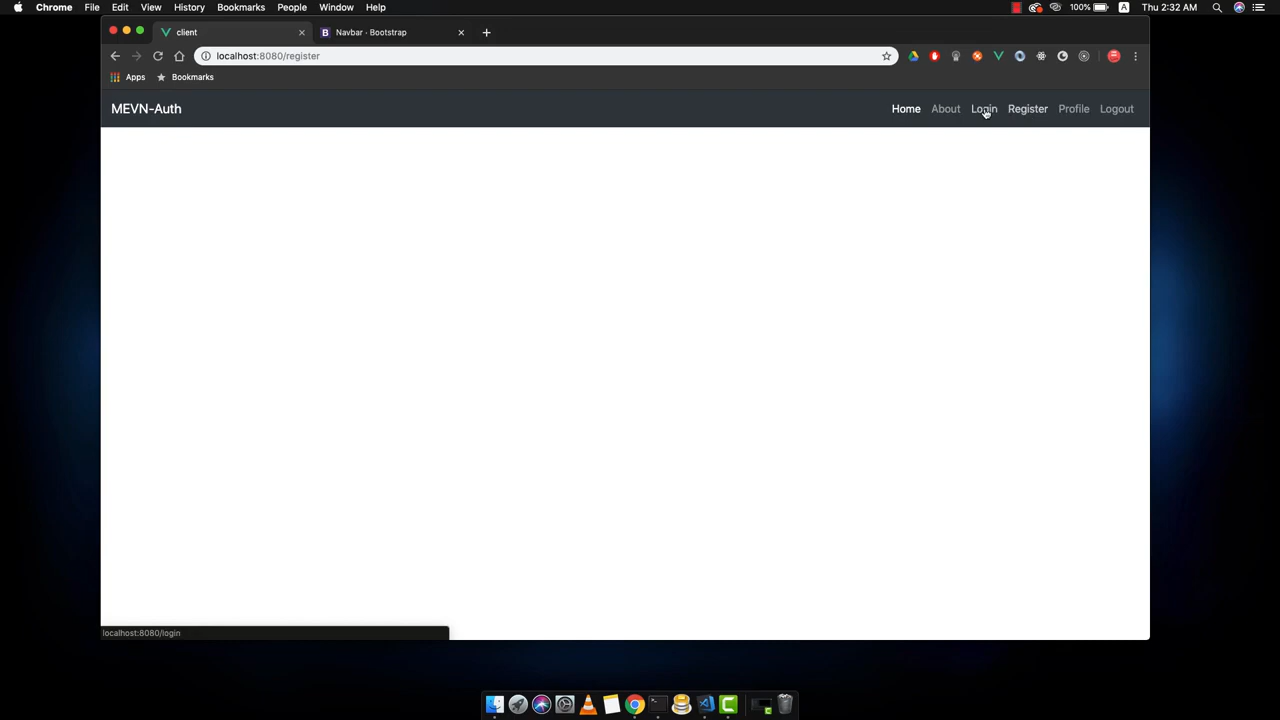 Chrome File Edit View History Bookmarks People Window Help 100% A Thu 2:32 AM
client Navbar · Bootstrap
localhost:8080/register
Apps Bookmarks
MEVN-Auth Home About Login Register Profile Logout
localhost:8080/login